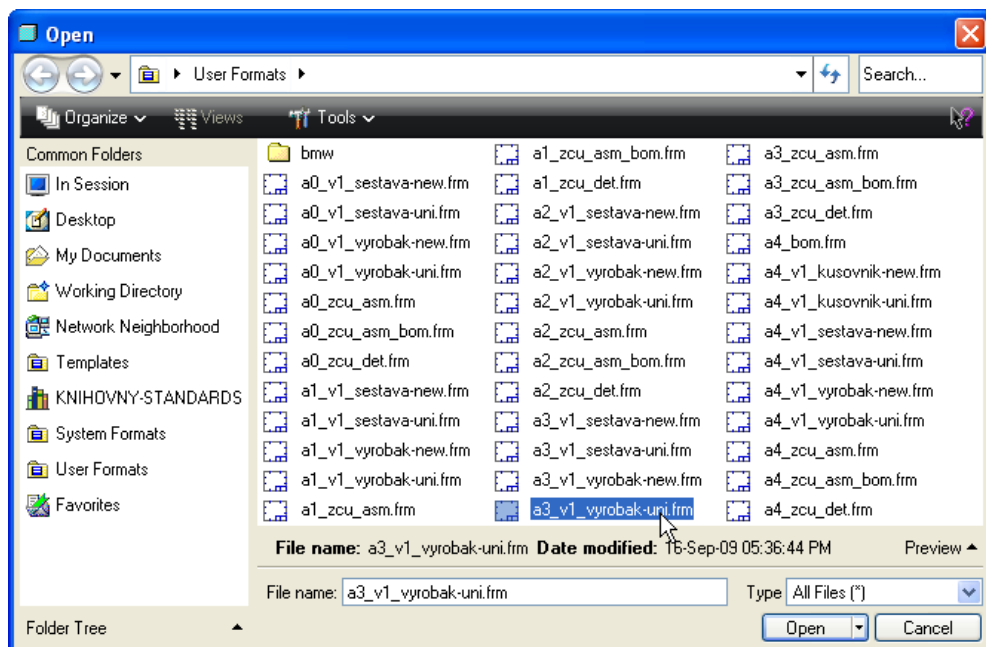 Open
User Formats
Search...
Organize Views Tools
Common Folders
In Session
Desktop
My Documents
Working Directory
Network Neighborhood
Templates
KNIHOVNY-STANDARDS
System Formats
User Formats
Favorites
Folder Tree
bmw
a0_v1_sestava-new.frm
a0_v1_sestava-uni.frm
a0_v1_vyrobak-new.frm
a0_v1_vyrobak-uni.frm
a0_zcu_asm.frm
a0_zcu_asm_bom.frm
a0_zcu_det.frm
a1_v1_sestava-new.frm
a1_v1_sestava-uni.frm
a1_v1_vyrobak-new.frm
a1_v1_vyrobak-uni.frm
a1_zcu_asm.frm
a1_zcu_asm_bom.frm
a1_zcu_det.frm
a2_v1_sestava-new.frm
a2_v1_sestava-uni.frm
a2_v1_vyrobak-new.frm
a2_v1_vyrobak-uni.frm
a2_zcu_asm.frm
a2_zcu_asm_bom.frm
a2_zcu_det.frm
a3_v1_sestava-new.frm
a3_v1_sestava-uni.frm
a3_v1_vyrobak-new.frm
a3_v1_vyrobak-uni.frm
a3_zcu_asm.frm
a3_zcu_asm_bom.frm
a3_zcu_det.frm
a4_bom.frm
a4_v1_kusovnik-new.frm
a4_v1_kusovnik-uni.frm
a4_v1_sestava-new.frm
a4_v1_sestava-uni.frm
a4_v1_vyrobak-new.frm
a4_v1_vyrobak-uni.frm
a4_zcu_asm.frm
a4_zcu_asm_bom.frm
a4_zcu_det.frm
File name: a3_v1_vyrobak-uni.frm Date modified: 16-Sep-09 05:36:44 PM Preview
File name: a3_v1_vyrobak-uni.frm Type All Files (*)
Open Cancel